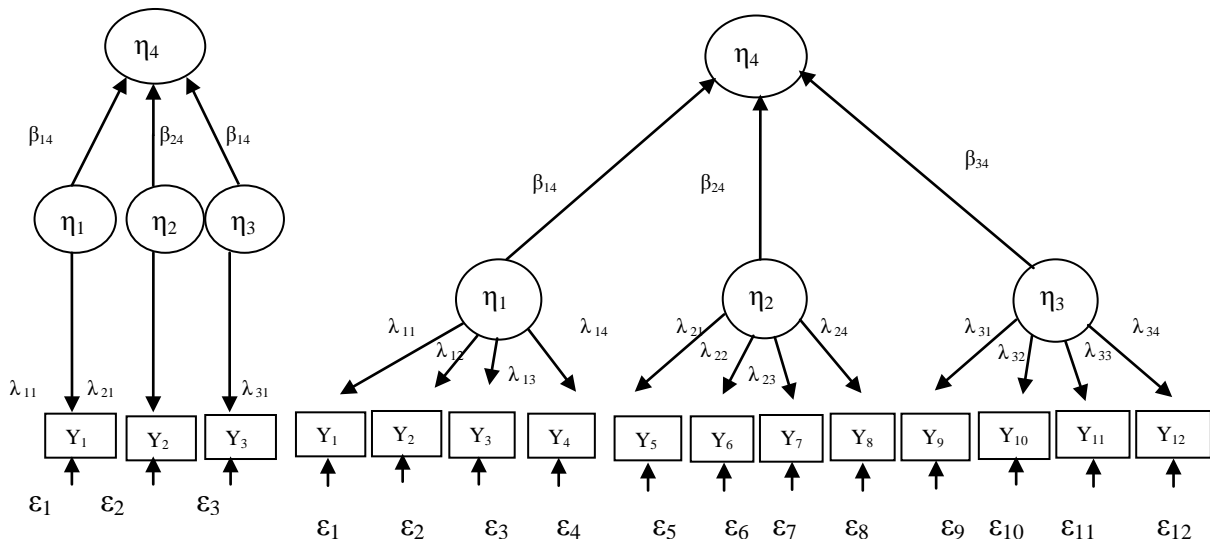 η₄
β₁₄ β₂₄ β₁₄
η₁ η₂ η₃
λ₁₁ λ₂₁ λ₃₁
Y₁ Y₂ Y₃
ε₁ ε₂ ε₃
η₄
β₁₄ β₂₄ β₃₄
η₁ η₂ η₃
λ₁₁ λ₁₂ λ₁₃ λ₁₄ λ₂₁ λ₂₂ λ₂₃ λ₂₄ λ₃₁ λ₃₂ λ₃₃ λ₃₄
Y₁ Y₂ Y₃ Y₄ Y₅ Y₆ Y₇ Y₈ Y₉ Y₁₀ Y₁₁ Y₁₂
ε₁ ε₂ ε₃ ε₄ ε₅ ε₆ ε₇ ε₈ ε₉ ε₁₀ ε₁₁ ε₁₂